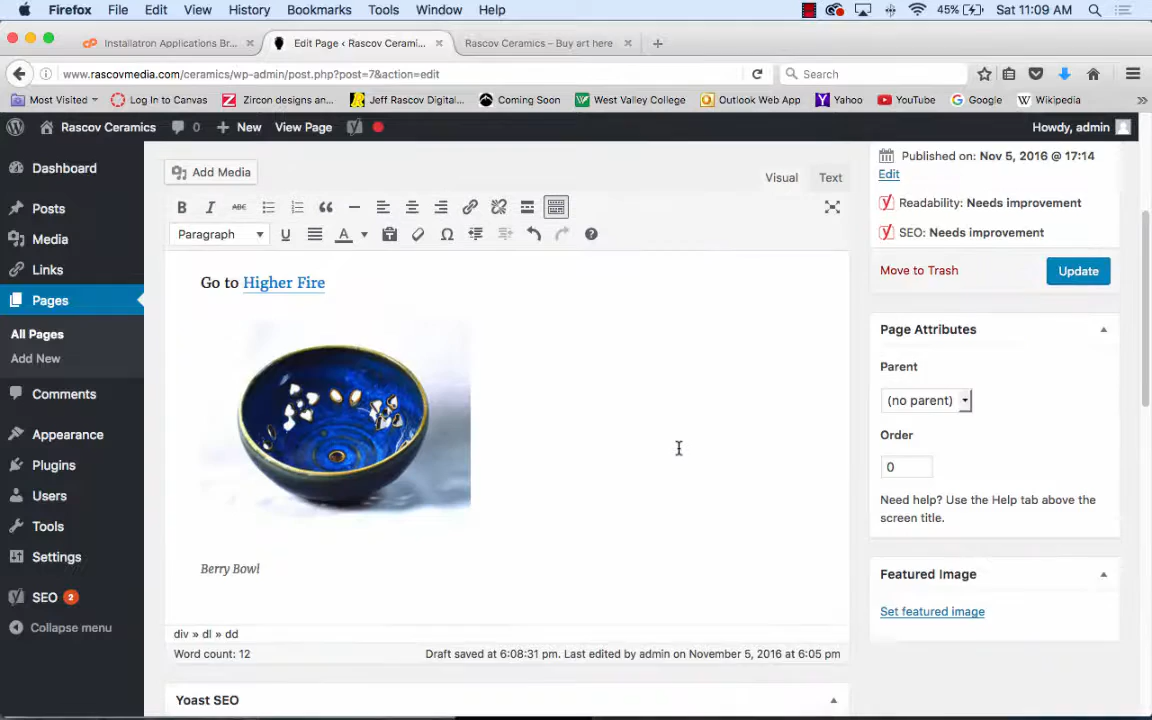 Firefox File Edit View History Bookmarks Tools Window Help 45% Sat 11:09 AM
Installatron Applications Br...
Edit Page ‹ Rascov Cerami...
Rascov Ceramics – Buy art here
www.rascovmedia.com/ceramics/wp-admin/post.php?post=7&action=edit
Search
Most Visited
Log In to Canvas
Zircon designs an...
Jeff Rascov Digital...
Coming Soon
West Valley College
Outlook Web App
Yahoo
YouTube
Google
Wikipedia
Rascov Ceramics
0
New
View Page
Howdy, admin
Dashboard
Posts
Media
Links
Pages
All Pages
Add New
Comments
Appearance
Plugins
Users
Tools
Settings
SEO 2
Collapse menu
Add Media
Visual
Text
B I ABC
Paragraph U A
Go to Higher Fire
Berry Bowl
div » dl » dd
Word count: 12
Draft saved at 6:08:31 pm. Last edited by admin on November 5, 2016 at 6:05 pm
Yoast SEO
Published on: Nov 5, 2016 @ 17:14
Edit
Readability: Needs improvement
SEO: Needs improvement
Move to Trash
Update
Page Attributes
Parent
(no parent)
Order
0
Need help? Use the Help tab above the
screen title.
Featured Image
Set featured image